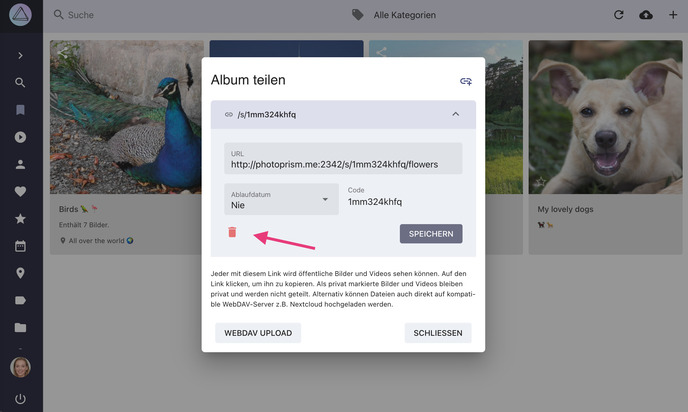 Suche
Alle Kategorien
Album teilen
/s/1mm324khfq
URL
http://photoprism.me:2342/s/1mm324khfq/flowers
Ablaufdatum
Nie
Code
1mm324khfq
SPEICHERN
Jeder mit diesem Link wird öffentliche Bilder und Videos sehen können. Auf den
Link klicken, um ihn zu kopieren. Als privat markierte Bilder und Videos bleiben
privat und werden nicht geteilt. Alternativ können Dateien auch direkt auf kompati-
ble WebDAV-Server z.B. Nextcloud hochgeladen werden.
WEBDAV UPLOAD
SCHLIESSEN
Birds 🦜 🦩
Enthält 7 Bilder.
All over the world 🌍
My lovely dogs
🐕 🐕